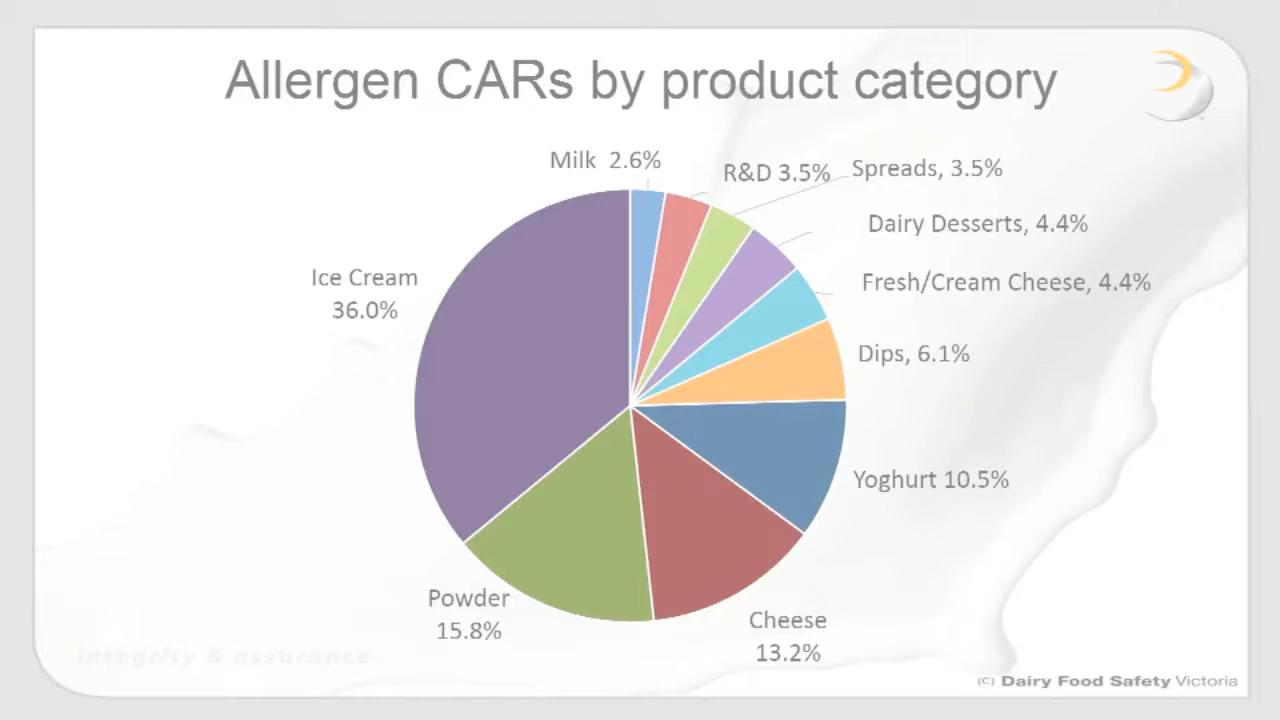 Allergen CARs by product category
Milk 2.6%
R&D 3.5%
Spreads, 3.5%
Dairy Desserts, 4.4%
Fresh/Cream Cheese, 4.4%
Dips, 6.1%
Yoghurt 10.5%
Cheese
13.2%
Powder
15.8%
Ice Cream
36.0%
integrity & assurance
(C) Dairy Food Safety Victoria